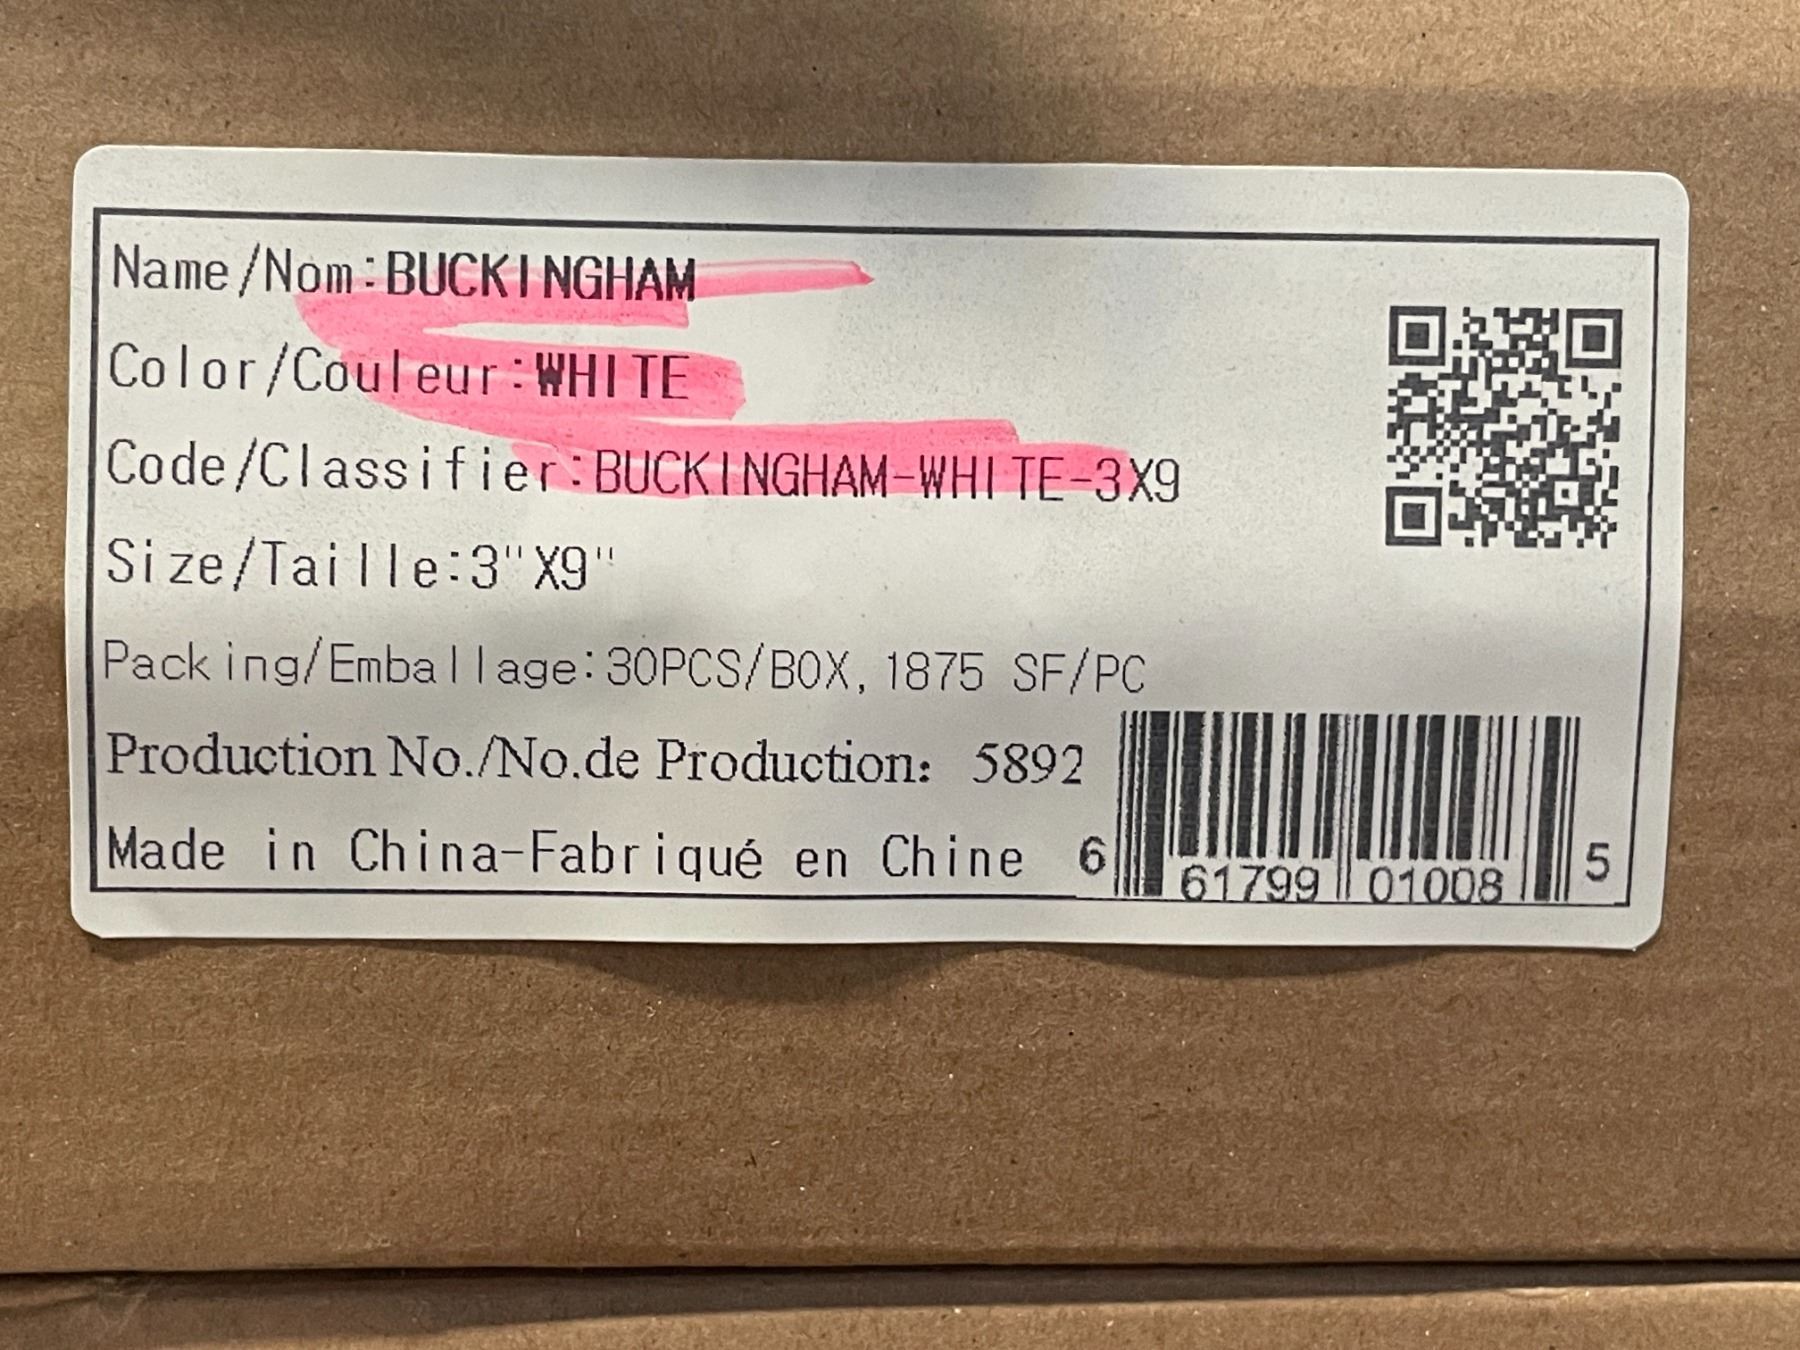 Name/Nom:BUCKINGHAM
Color/Couleur:WHITE
Code/Classifier:BUCKINGHAM-WHITE-3X9
Size/Taille:3"X9"
Packing/Emballage:30PCS/BOX, 1875 SF/PC
Production No./No.de Production: 5892
Made in China-Fabriqué en Chine
6 61799 01008 5